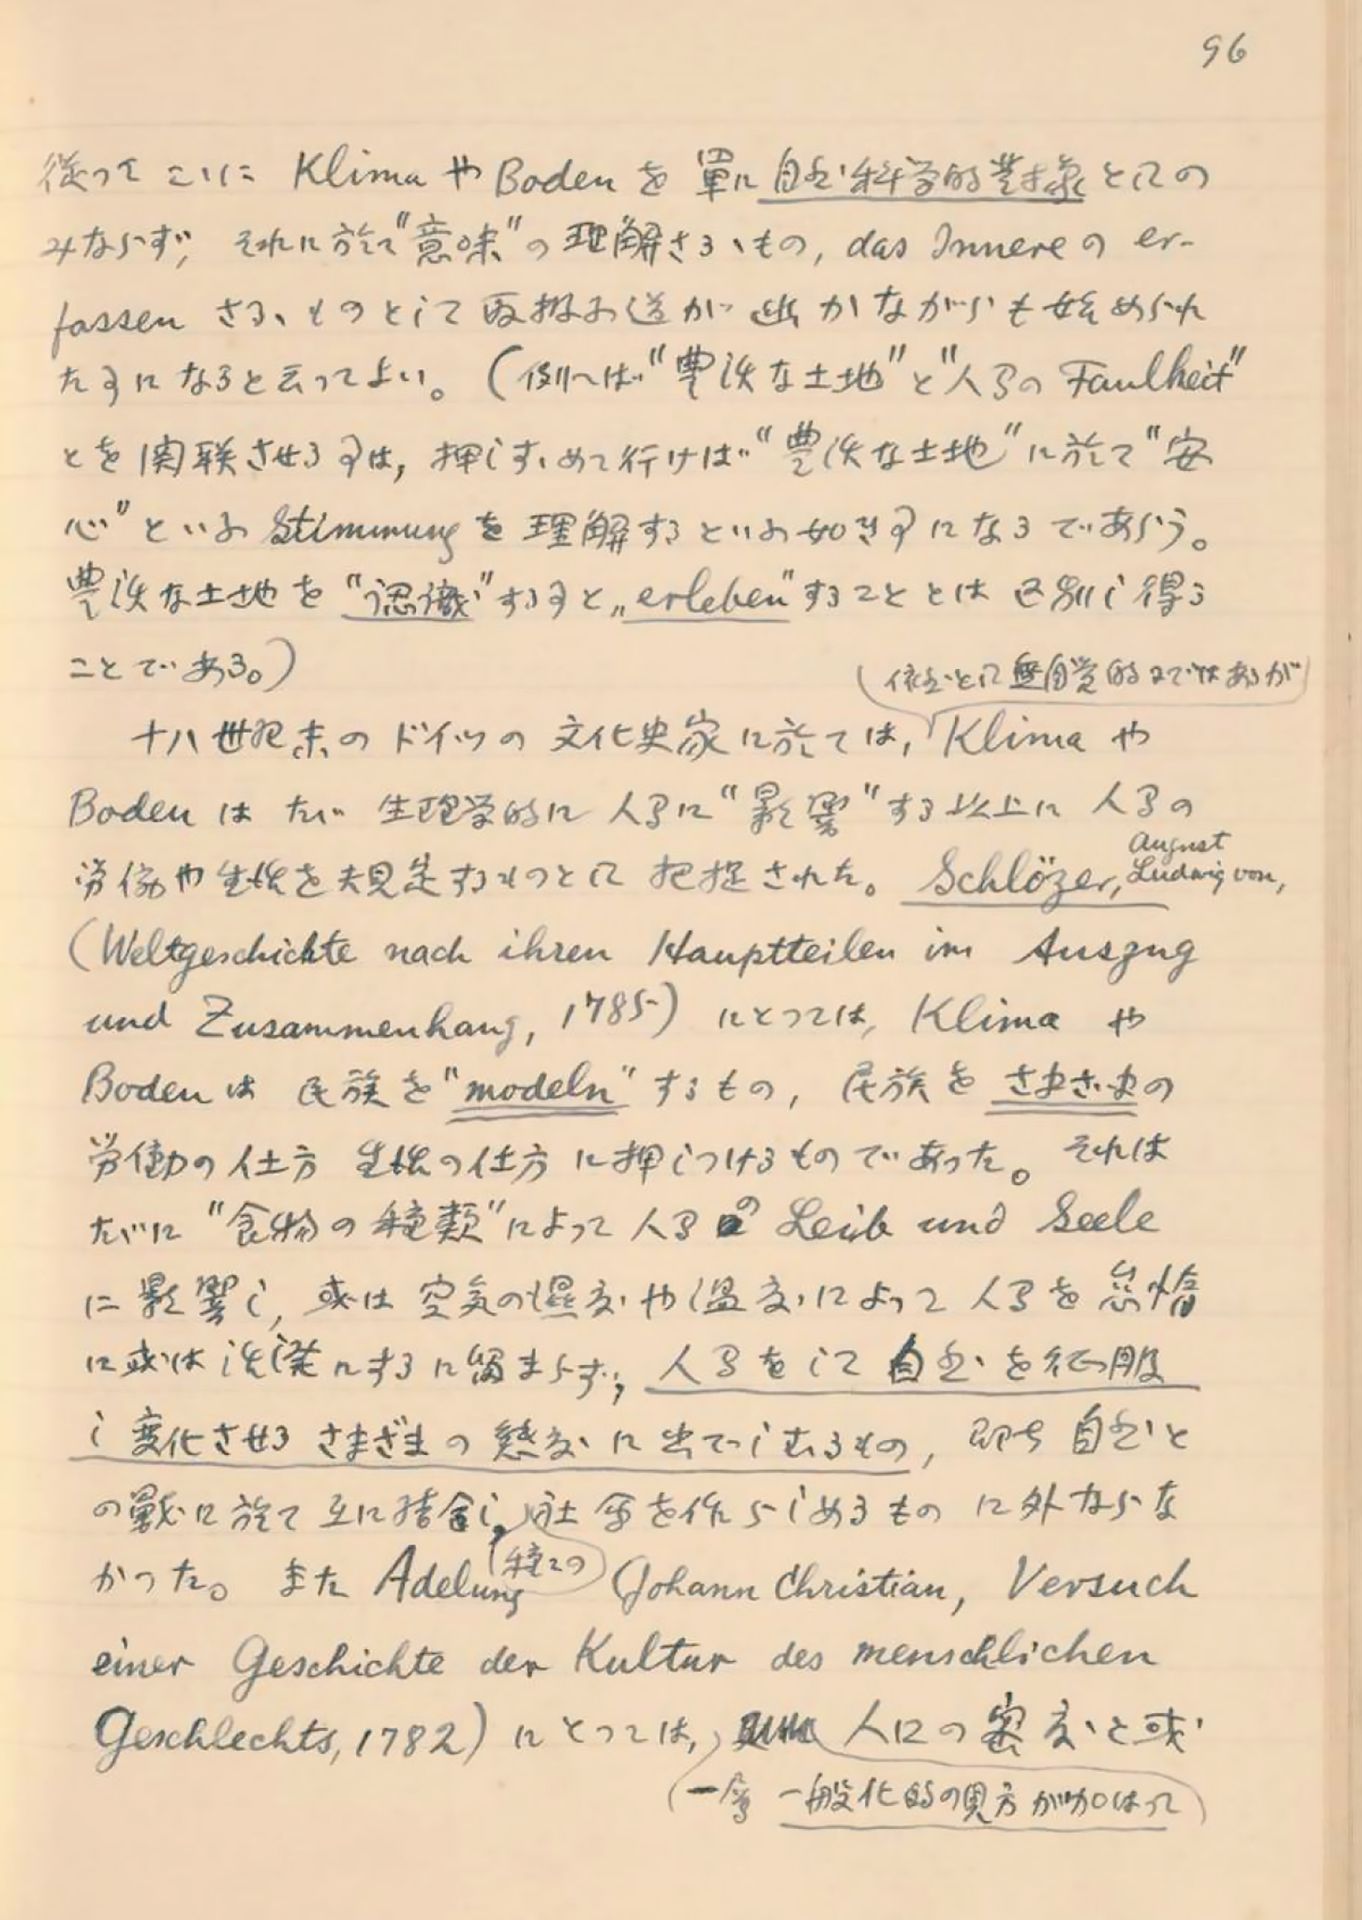 96
従ってこゝに Klima や Boden を単に自然科学的対象としての
みならず、それに於て"意味"の理解さるゝもの, das Innere の er-
fassen さるゝものとして取扱ふ道が幽かながらも始められ
た事になると云ってよい。(例へば"豊沃な土地"と"人間の Faulheit"
とを関联させる事は, 押しすゝめて行けば"豊沃な土地"に於て"安
心"といふ Stimmung を理解するといふ如き事になるであらう。
豊沃な土地を"認識"する事と„erleben"することとは区別し得る
ことである。)
(依然として無自覚的まではあるが
十八世紀末のドイツの文化史家に於ては, Klima や
Boden はたゞ生理学的に人間に"影響"する以上に人間の
労働や生活を規定するものとして把捉された。 Schlözer, August Ludwig von,
(Weltgeschichte nach ihren Hauptteilen im Auszug
und Zusammenhang, 1785) にとっては, Klima や
Boden は民族を"modeln"するもの, 民族をさまざまの
労働の仕方生活の仕方に押しつけるものであった。それは
たゞに"食物の種類"によって人間の Leib und Seele
に影響し, 或は空気の湿度や温度によって人間を怠惰
に或は活溌にするに留まらず, 人間をして自然を征服
し変化させるさまざまの態度に出でしむるもの, 即ち自然と
の戦に於て互に結合し、社会を作らしめるものに外ならな
(種々の)
かった。また Adelung (Johann Christian, Versuch
einer Geschichte der Kultur des menschlichen
Geschlechts, 1782) にとっては, 人口の密度と或
(一層一般化的の見方が加はって)